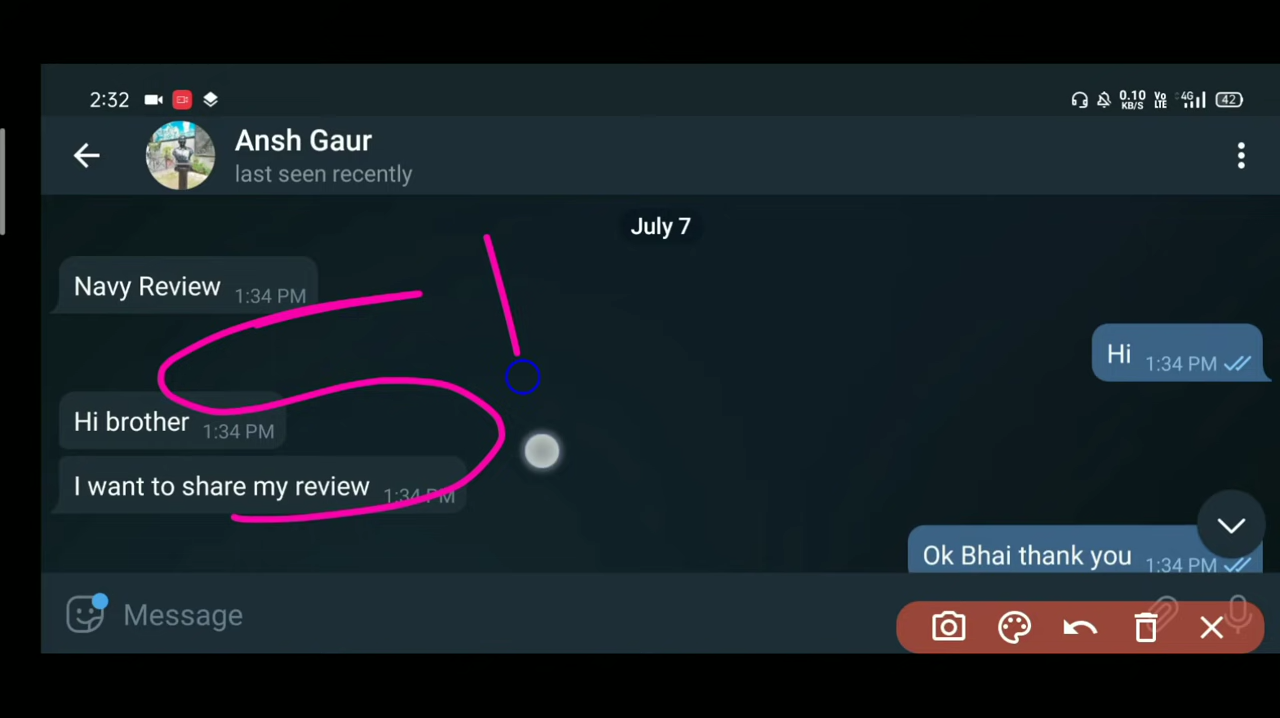 2:32 0.10 KB/S Vo LTE 4G 42
Ansh Gaur
last seen recently
July 7
Navy Review 1:34 PM
Hi 1:34 PM
Hi brother 1:34 PM
I want to share my review 1:34 PM
Ok Bhai thank you 1:34 PM
Message